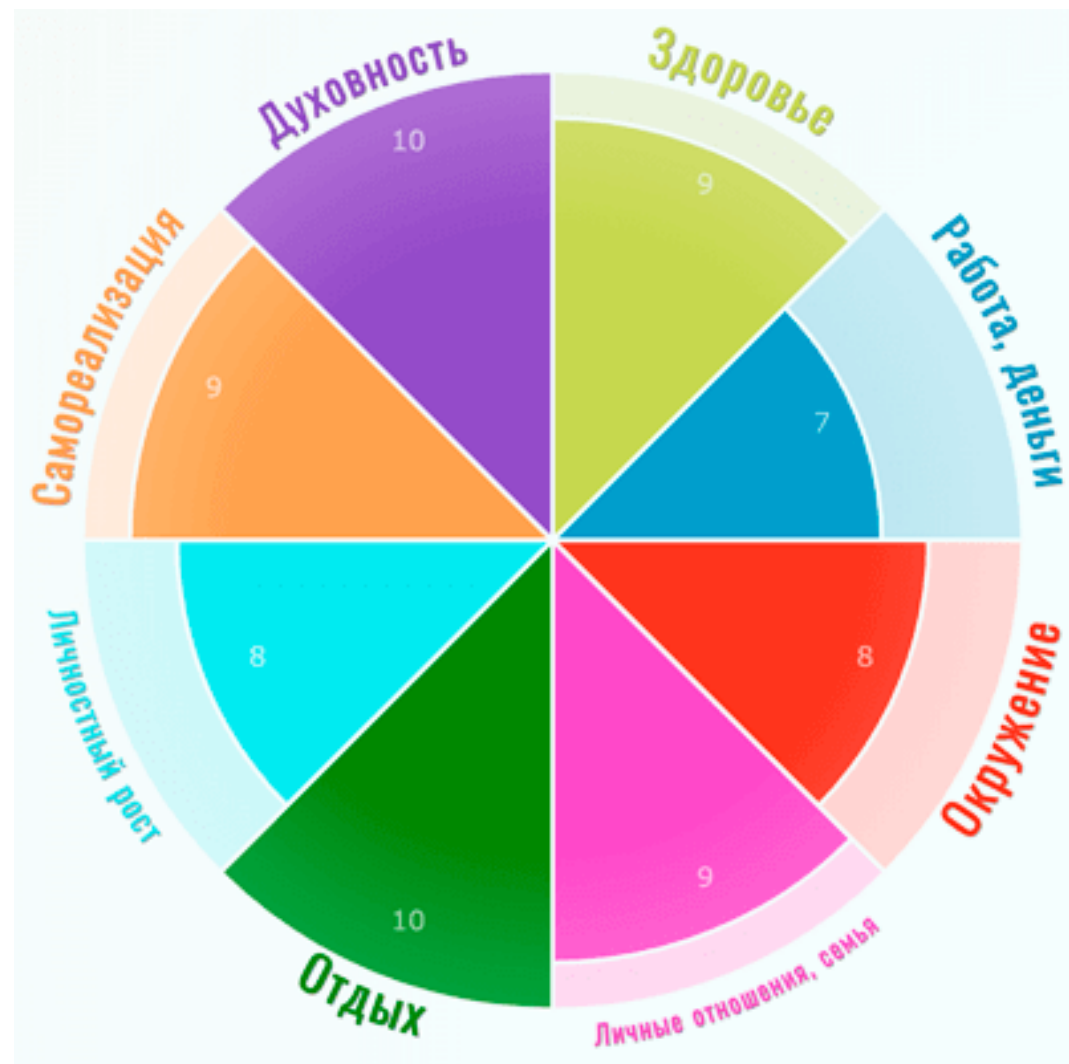 Духовность
10
Здоровье
9
Работа, деньги
7
Окружение
8
Личные отношения, семья
9
Отдых
10
Личностный рост
8
Самореализация
9